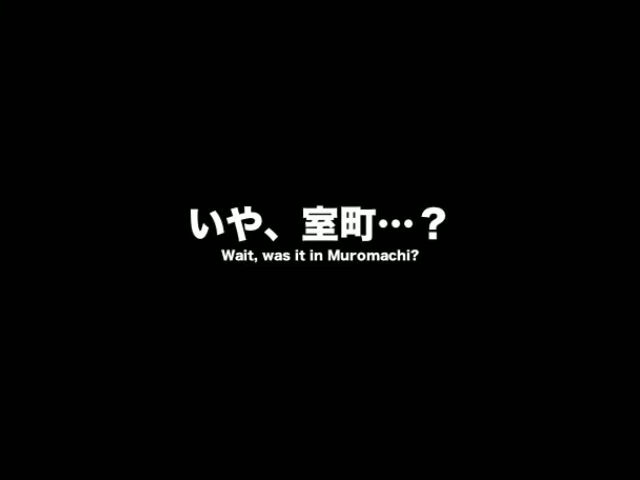 いや、室町…？
Wait, was it in Muromachi?